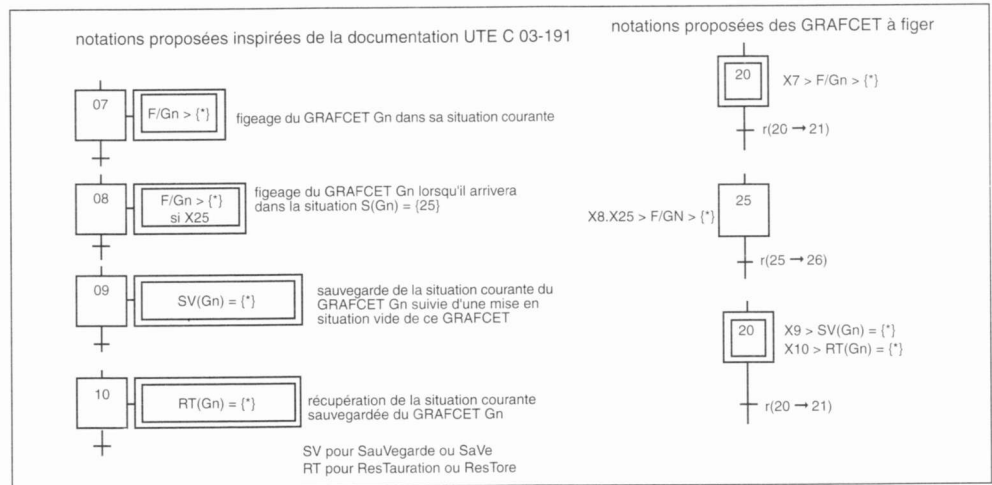 notations proposées inspirées de la documentation UTE C 03-191
07
F/Gn > {*}
figeage du GRAFCET Gn dans sa situation courante
08
F/Gn > {*}
si X25
figeage du GRAFCET Gn lorsqu'il arrivera
dans la situation S(Gn) = {25}
09
SV(Gn) = {*}
sauvegarde de la situation courante du
GRAFCET Gn suivie d'une mise en
situation vide de ce GRAFCET
10
RT(Gn) = {*}
récupération de la situation courante
sauvegardée du GRAFCET Gn
SV pour SauVegarde ou SaVe
RT pour ResTauration ou ResTore
notations proposées des GRAFCET à figer
20
X7 > F/Gn > {*}
r(20 → 21)
25
X8.X25 > F/GN > {*}
r(25 → 26)
20
X9 > SV(Gn) = {*}
X10 > RT(Gn) = {*}
r(20 → 21)